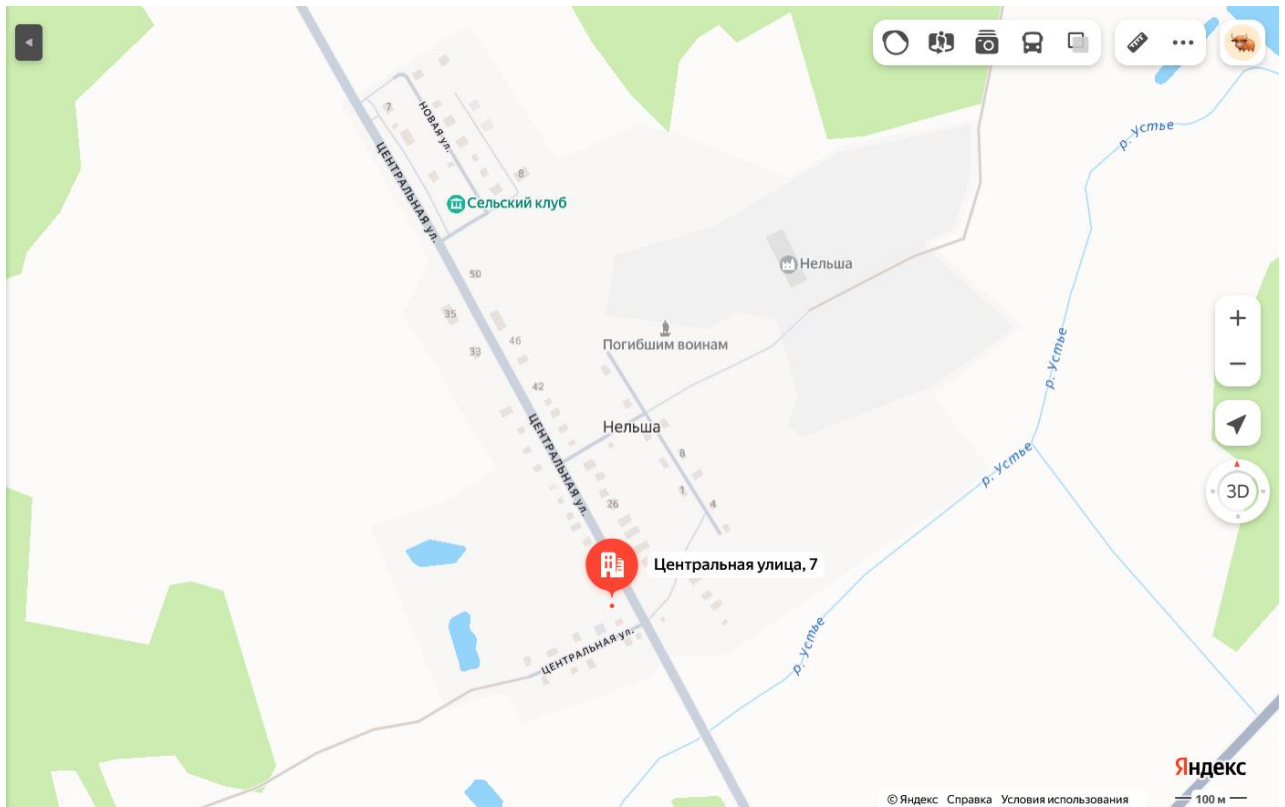 7
НОВАЯ УЛ.
ЦЕНТРАЛЬНАЯ УЛ.
8
Сельский клуб
р. Устье
50
Нельша
35
46
33
Погибшим воинам
р. Устье
42
ЦЕНТРАЛЬНАЯ УЛ.
Нельша
8
1
4
26
р. Устье
3D
Центральная улица, 7
ЦЕНТРАЛЬНАЯ УЛ.
р. Устье
Яндекс
© Яндекс Справка Условия использования
100 м